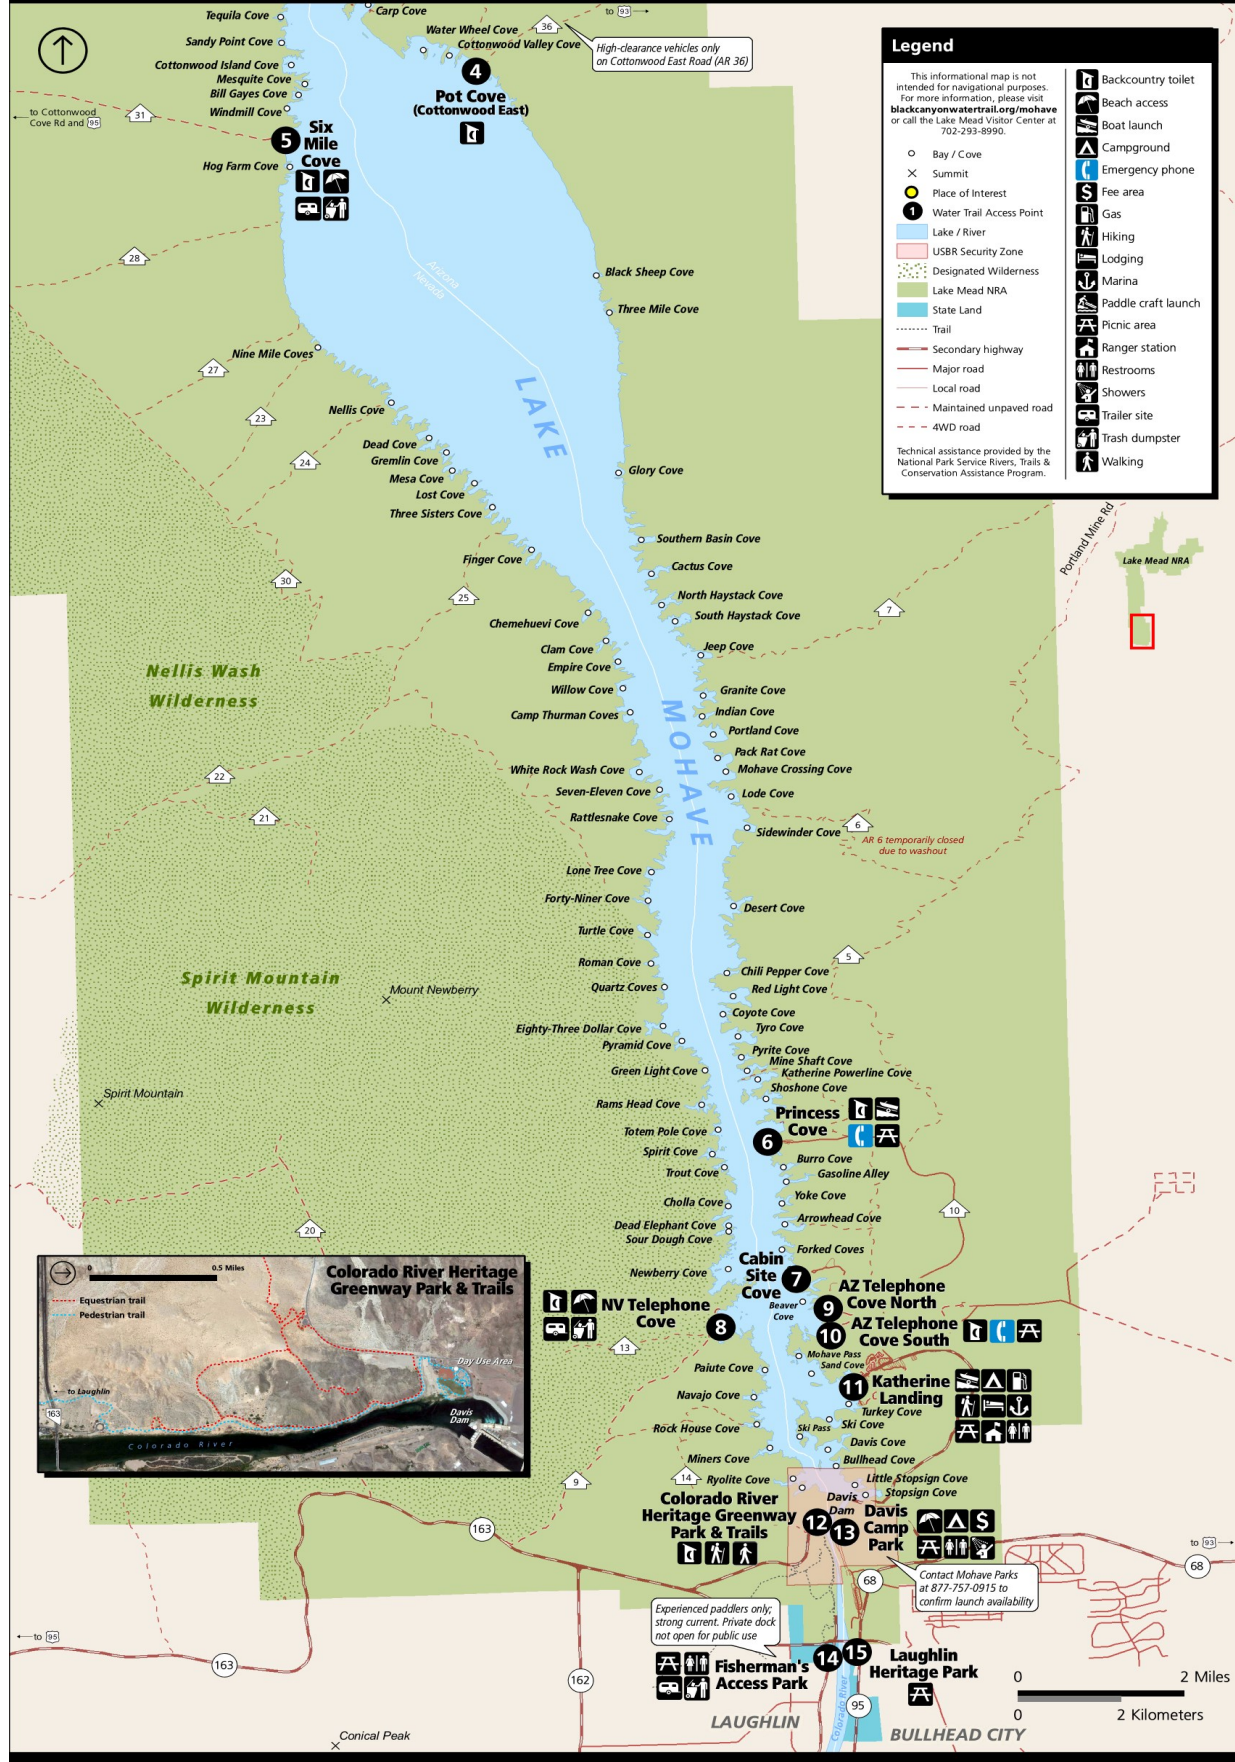 Tequila Cove
Carp Cove
to 93
Sandy Point Cove
Water Wheel Cove
36
Cottonwood Valley Cove
High-clearance vehicles only
on Cottonwood East Road (AR 36)
Cottonwood Island Cove
Mesquite Cove
Bill Gayes Cove
Windmill Cove
4
Pot Cove
(Cottonwood East)
to Cottonwood
Cove Rd and 95
31
5
Six
Mile
Cove
Hog Farm Cove
28
Arizona
Nevada
Black Sheep Cove
Three Mile Cove
Nine Mile Coves
27
Nellis Cove
23
Dead Cove
Gremlin Cove
24
Mesa Cove
Lost Cove
Three Sisters Cove
LAKE
Glory Cove
Southern Basin Cove
Finger Cove
Cactus Cove
30
25
North Haystack Cove
South Haystack Cove
7
Chemehuevi Cove
Clam Cove
Jeep Cove
Empire Cove
Nellis Wash
Wilderness
Willow Cove
Granite Cove
Camp Thurman Coves
Indian Cove
MOHAVE
Portland Cove
Pack Rat Cove
White Rock Wash Cove
Mohave Crossing Cove
22
Seven-Eleven Cove
Lode Cove
21
Rattlesnake Cove
Sidewinder Cove
6
AR 6 temporarily closed
due to washout
Lone Tree Cove
Forty-Niner Cove
Desert Cove
Turtle Cove
5
Roman Cove
Chili Pepper Cove
Spirit Mountain
Wilderness
Mount Newberry
Quartz Coves
Red Light Cove
Coyote Cove
Eighty-Three Dollar Cove
Tyro Cove
Pyramid Cove
Pyrite Cove
Mine Shaft Cove
Green Light Cove
Katherine Powerline Cove
Shoshone Cove
Spirit Mountain
Rams Head Cove
Princess
Cove
6
Totem Pole Cove
Spirit Cove
Burro Cove
Trout Cove
Gasoline Alley
Yoke Cove
Cholla Cove
10
Arrowhead Cove
Dead Elephant Cove
Sour Dough Cove
20
Forked Coves
Newberry Cove
Cabin
Site
Cove
7
Beaver
Cove
AZ Telephone
Cove North
9
NV Telephone
Cove
8
10
AZ Telephone
Cove South
13
Mohave Pass
Sand Cove
Paiute Cove
11
Katherine
Landing
Navajo Cove
Turkey Cove
Rock House Cove
Ski Pass
Ski Cove
Davis Cove
Miners Cove
Bullhead Cove
9
14
Ryolite Cove
Little Stopsign Cove
Stopsign Cove
Colorado River
Heritage Greenway
Park & Trails
Davis
Dam
12
13
Davis
Camp
Park
163
to 93
68
68
Contact Mohave Parks
at 877-757-0915 to
confirm launch availability
Experienced paddlers only;
strong current. Private dock
not open for public use
to 95
163
162
14
15
Fisherman's
Access Park
Laughlin
Heritage Park
95
Colorado River
LAUGHLIN
BULLHEAD CITY
Conical Peak
0 2 Miles
0 2 Kilometers
Legend
This informational map is not
intended for navigational purposes.
For more information, please visit
blackcanyonwatertrail.org/mohave
or call the Lake Mead Visitor Center at
702-293-8990.
Bay / Cove
Summit
Place of Interest
1 Water Trail Access Point
Lake / River
USBR Security Zone
Designated Wilderness
Lake Mead NRA
State Land
Trail
Secondary highway
Major road
Local road
Maintained unpaved road
4WD road
Technical assistance provided by the
National Park Service Rivers, Trails &
Conservation Assistance Program.
Backcountry toilet
Beach access
Boat launch
Campground
Emergency phone
Fee area
Gas
Hiking
Lodging
Marina
Paddle craft launch
Picnic area
Ranger station
Restrooms
Showers
Trailer site
Trash dumpster
Walking
Portland Mine Rd
Lake Mead NRA
0 0.5 Miles
Colorado River Heritage
Greenway Park & Trails
Equestrian trail
Pedestrian trail
Day Use Area
to Laughlin
163
Davis
Dam
Colorado River